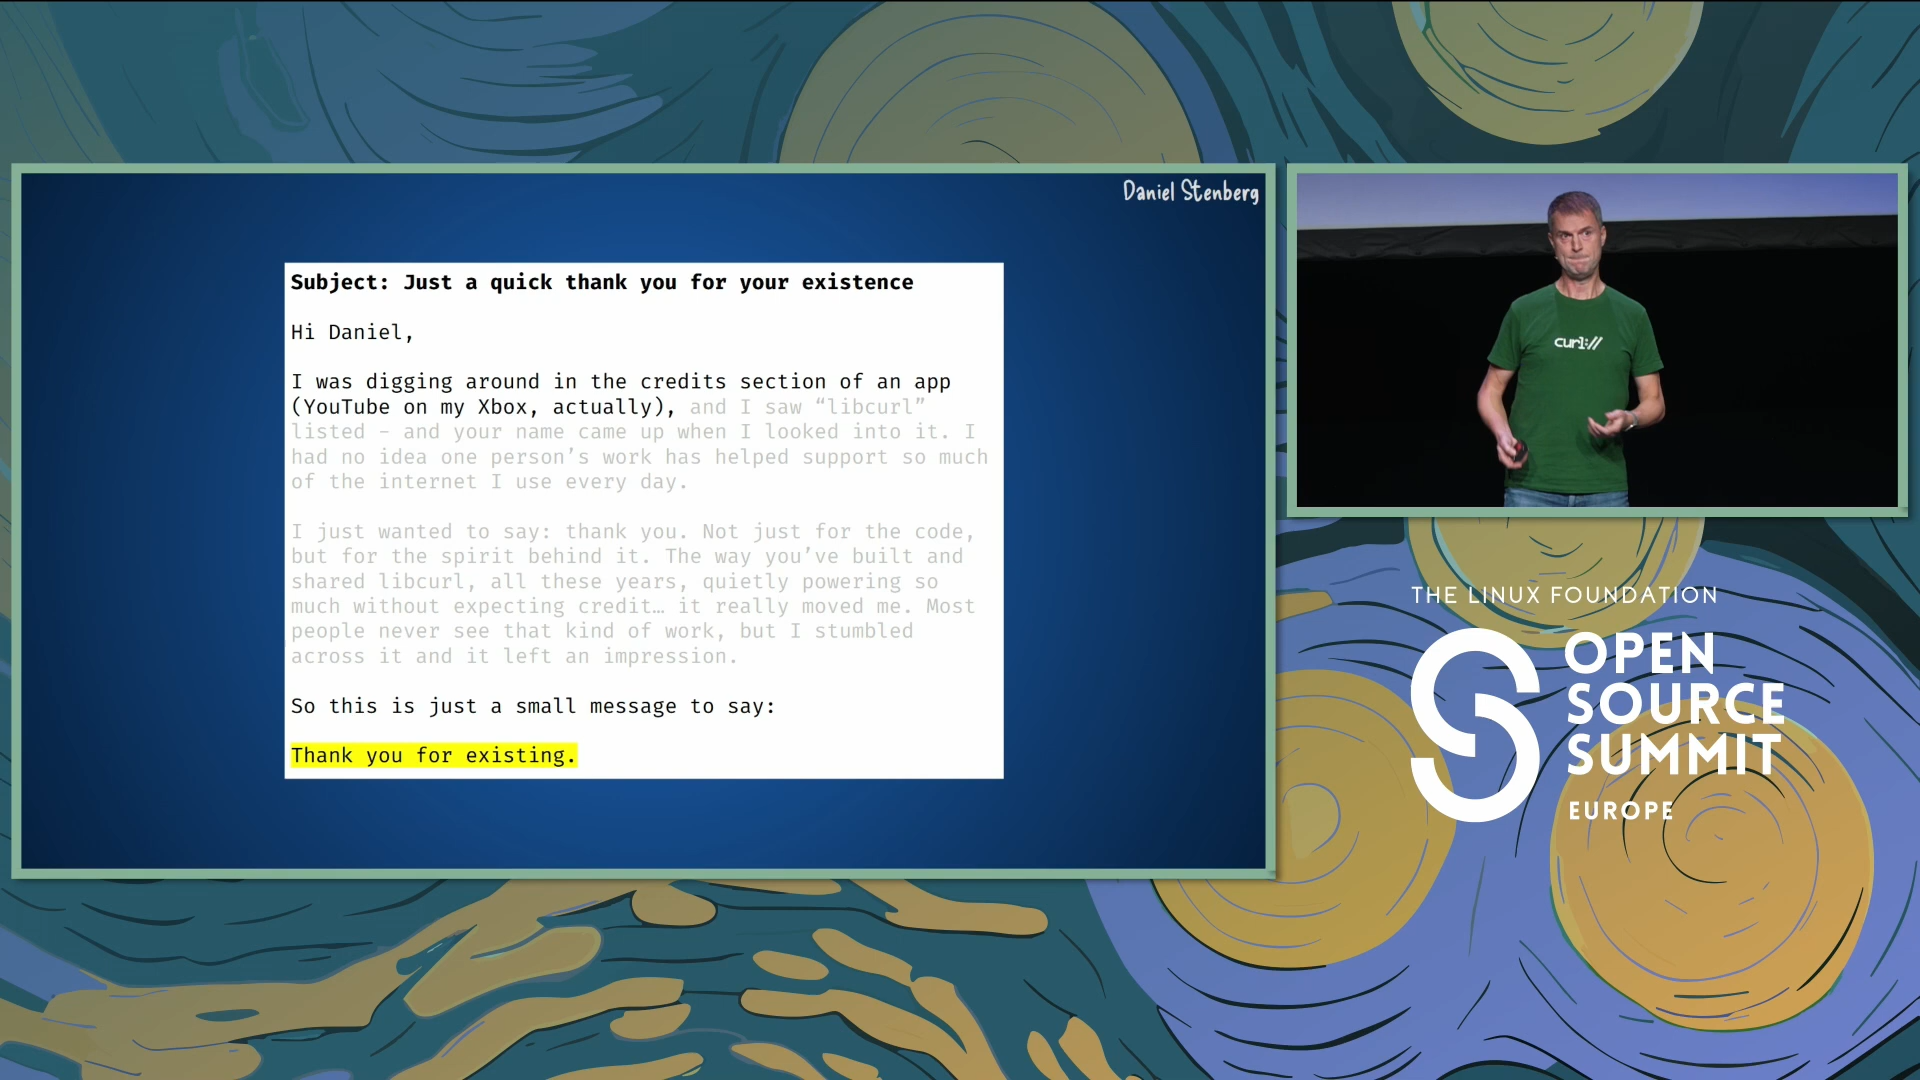 Daniel Stenberg
Subject: Just a quick thank you for your existence
Hi Daniel,
I was digging around in the credits section of an app
(YouTube on my Xbox, actually), and I saw “libcurl”
listed – and your name came up when I looked into it. I
had no idea one person’s work has helped support so much
of the internet I use every day.
I just wanted to say: thank you. Not just for the code,
but for the spirit behind it. The way you’ve built and
shared libcurl, all these years, quietly powering so
much without expecting credit… it really moved me. Most
people never see that kind of work, but I stumbled
across it and it left an impression.
So this is just a small message to say:
Thank you for existing.
curl://
THE LINUX FOUNDATION
OPEN
SOURCE
SUMMIT
EUROPE